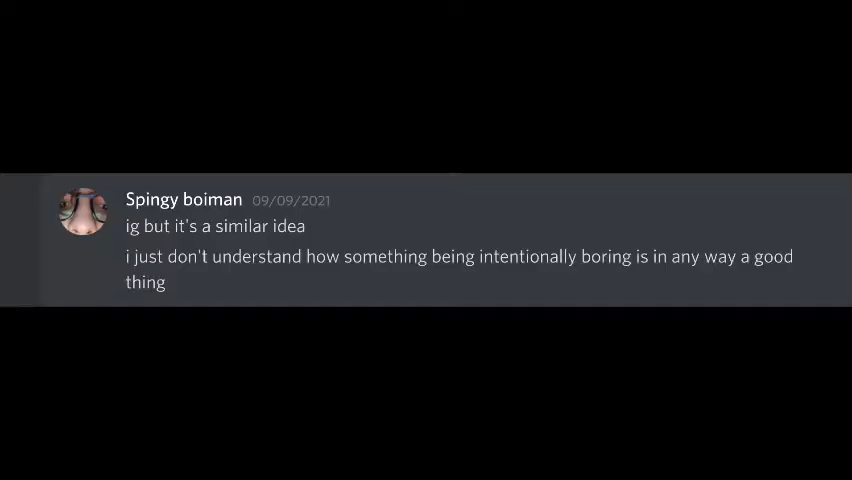 Spingy boiman 09/09/2021
ig but it's a similar idea
i just don't understand how something being intentionally boring is in any way a good
thing